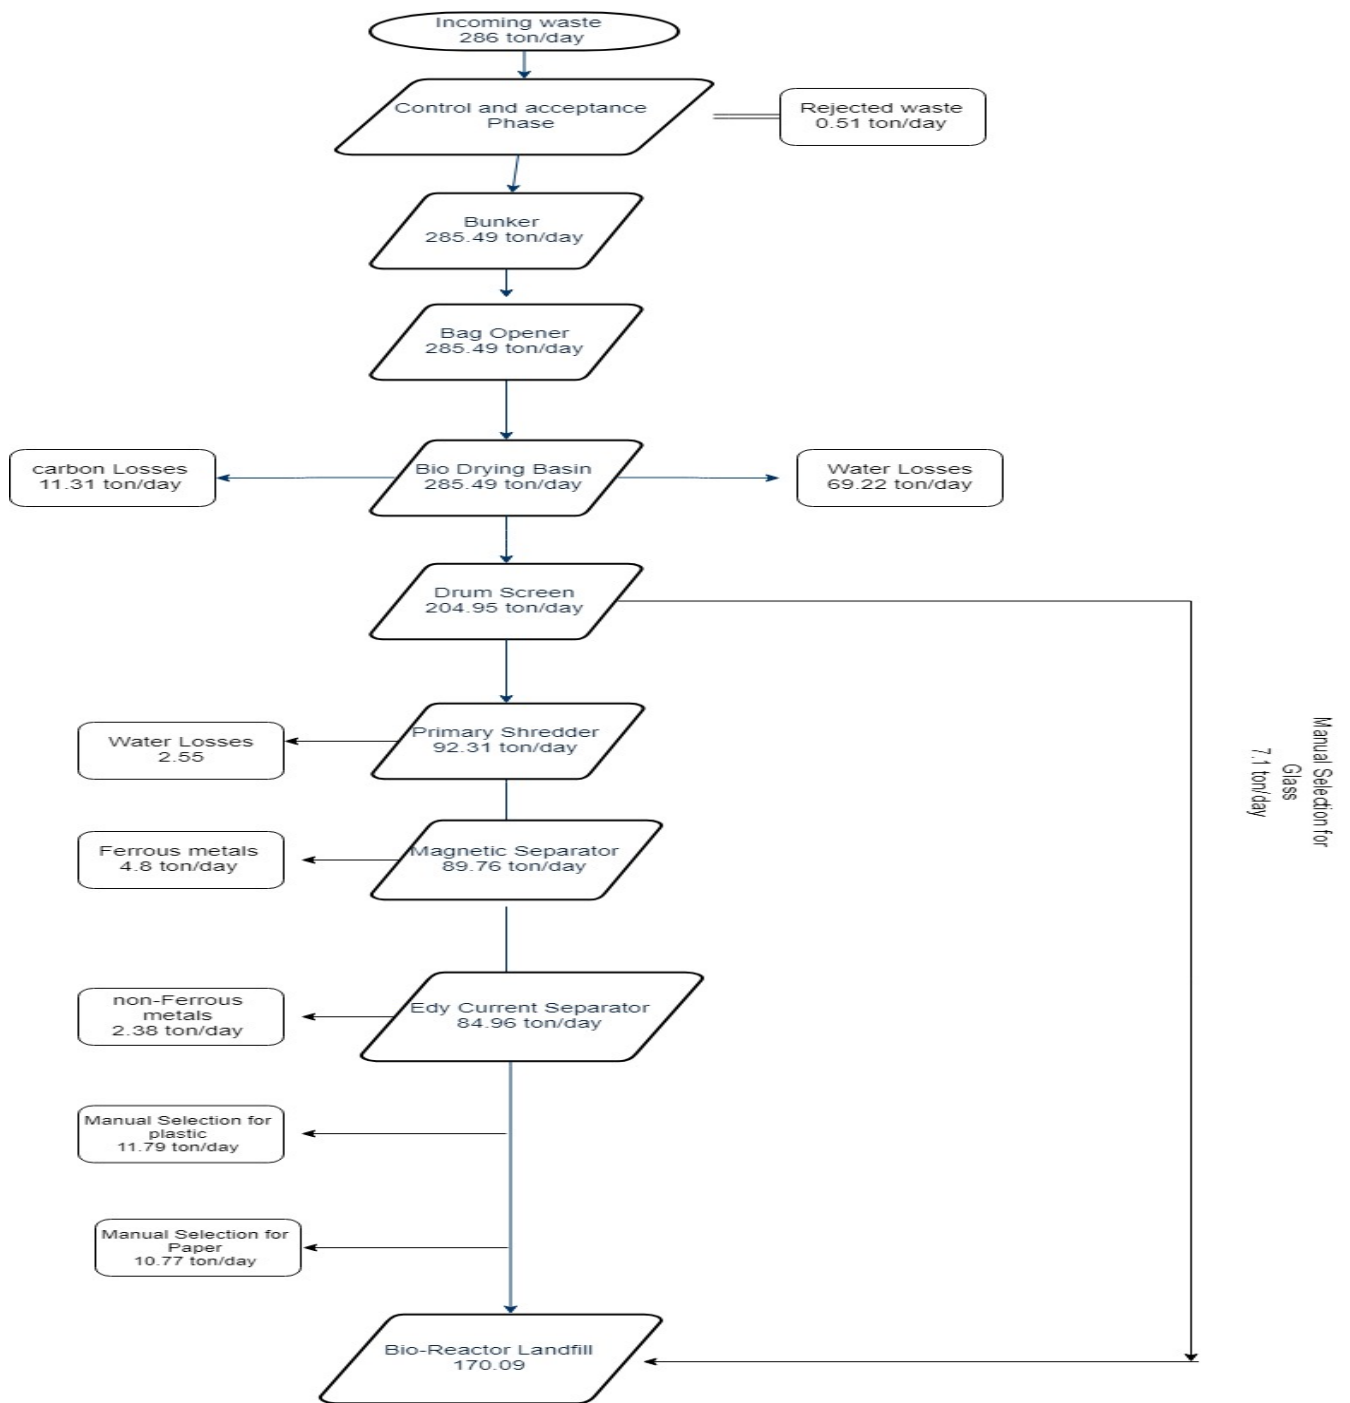 Incoming waste
286 ton/day
Control and acceptance
Phase
Rejected waste
0.51 ton/day
Bunker
285.49 ton/day
Bag Opener
285.49 ton/day
carbon Losses
11.31 ton/day
Bio Drying Basin
285.49 ton/day
Water Losses
69.22 ton/day
Drum Screen
204.95 ton/day
Manual Selection for
Glass
7.1 ton/day
Primary Shredder
92.31 ton/day
Water Losses
2.55
Magnetic Separator
89.76 ton/day
Ferrous metals
4.8 ton/day
Edy Current Separator
84.96 ton/day
non-Ferrous
metals
2.38 ton/day
Manual Selection for
plastic
11.79 ton/day
Manual Selection for
Paper
10.77 ton/day
Bio-Reactor Landfill
170.09